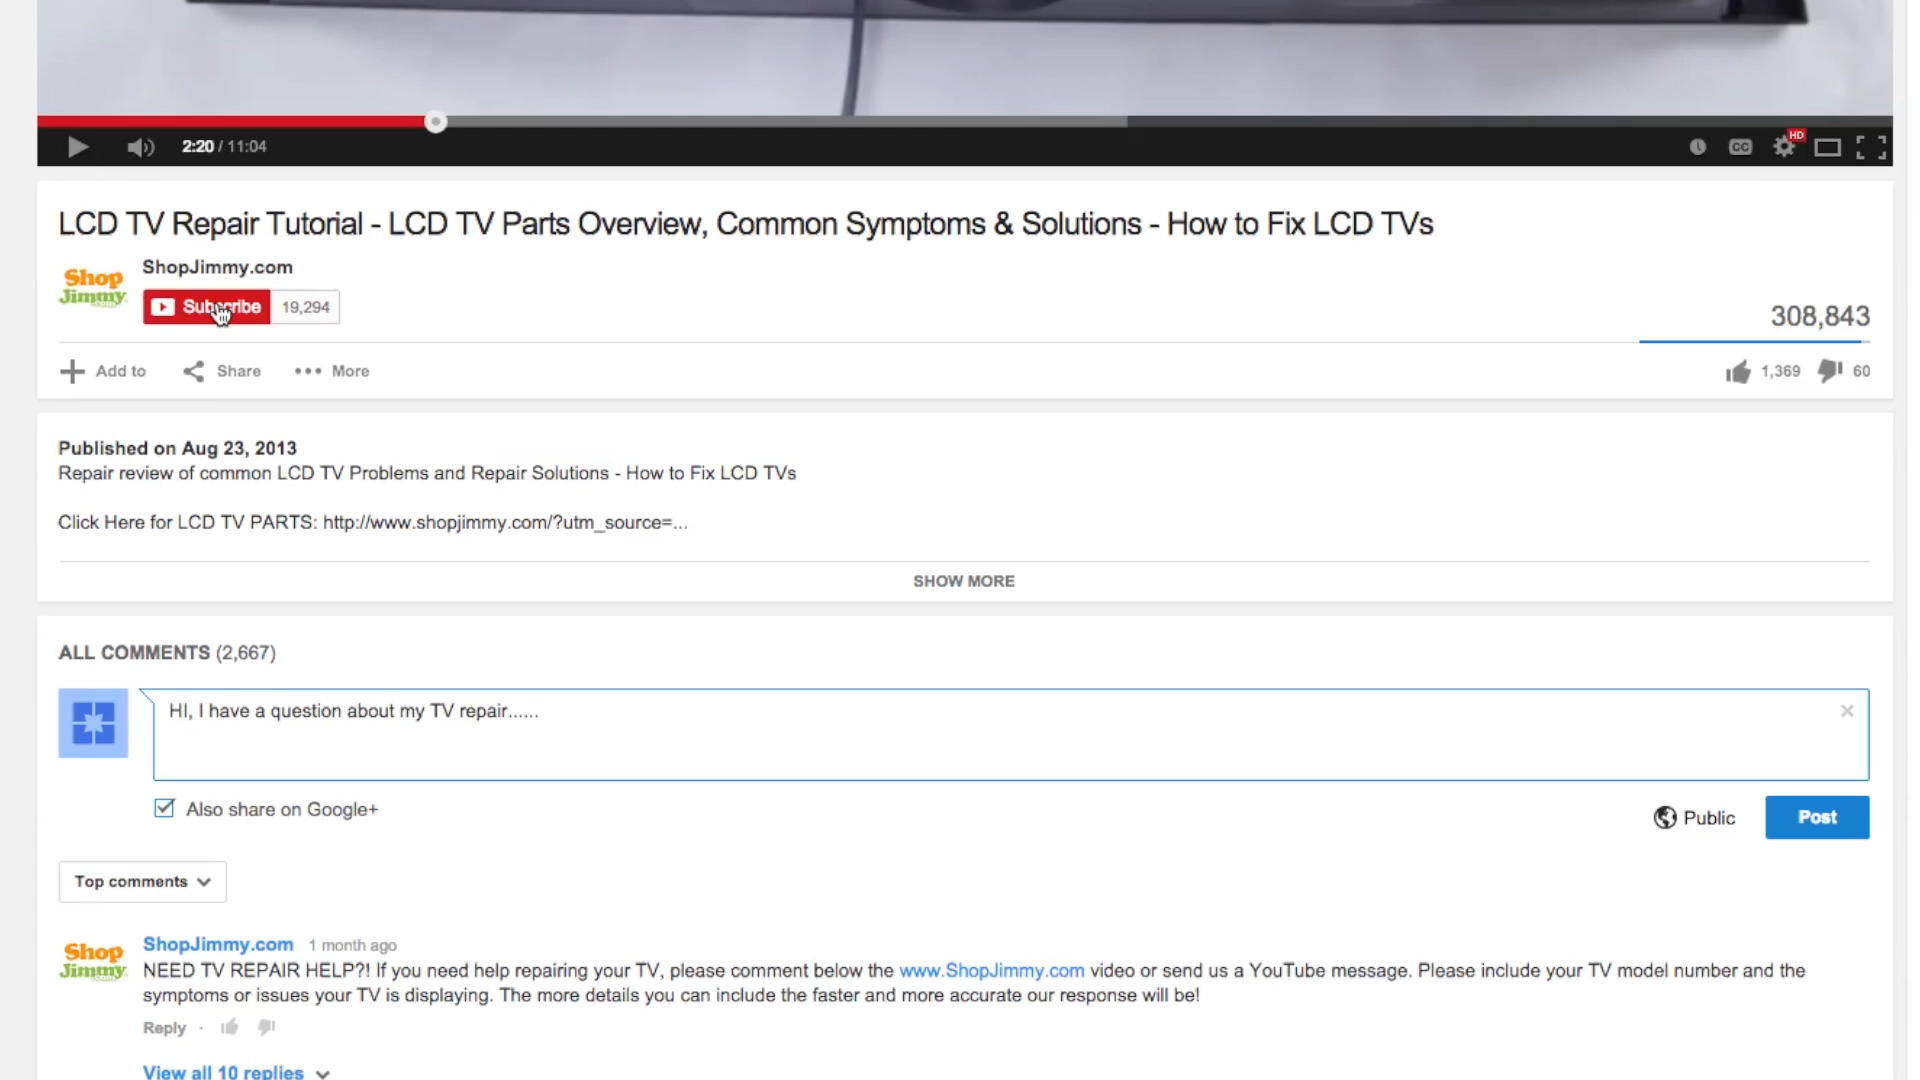 2:20 / 11:04
CC
HD
LCD TV Repair Tutorial - LCD TV Parts Overview, Common Symptoms & Solutions - How to Fix LCD TVs
Shop
Jimmy.com
ShopJimmy.com
Subscribe
19,294
308,843
Add to
Share
More
1,369
60
Published on Aug 23, 2013
Repair review of common LCD TV Problems and Repair Solutions - How to Fix LCD TVs
Click Here for LCD TV PARTS: http://www.shopjimmy.com/?utm_source=...
SHOW MORE
ALL COMMENTS (2,667)
HI, I have a question about my TV repair......
Also share on Google+
Public
Post
Top comments
Shop
Jimmy.com
ShopJimmy.com 1 month ago
NEED TV REPAIR HELP?! If you need help repairing your TV, please comment below the www.ShopJimmy.com video or send us a YouTube message. Please include your TV model number and the
symptoms or issues your TV is displaying. The more details you can include the faster and more accurate our response will be!
Reply ·
View all 10 replies